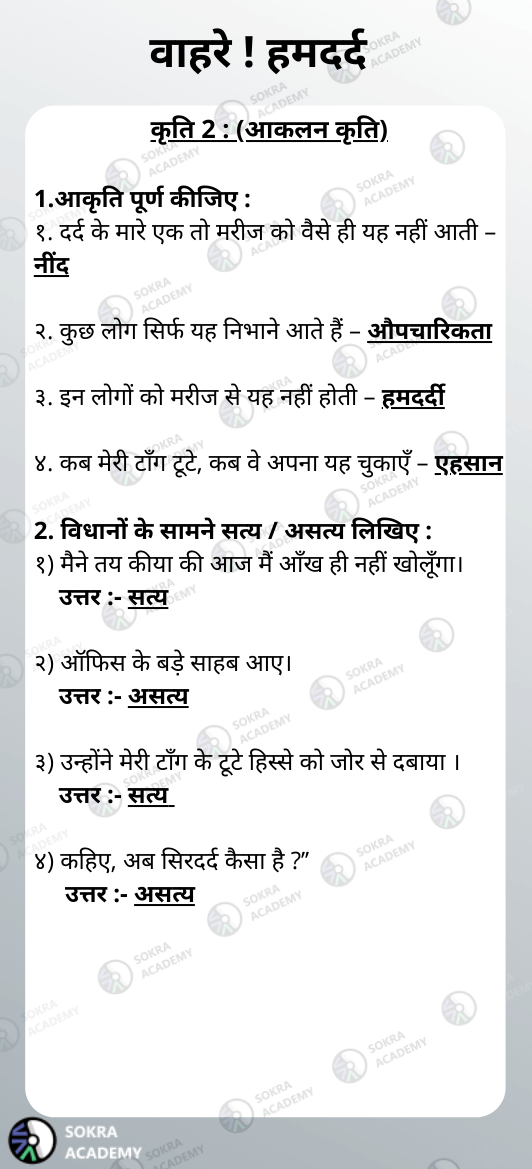 वाहरे ! हमदर्द
कृति 2 : (आकलन कृति)
1.आकृति पूर्ण कीजिए :
१. दर्द के मारे एक तो मरीज को वैसे ही यह नहीं आती –
नींद
२. कुछ लोग सिर्फ यह निभाने आते हैं – औपचारिकता
३. इन लोगों को मरीज से यह नहीं होती – हमदर्दी
४. कब मेरी टाँग टूटे, कब वे अपना यह चुकाएँ – एहसान
2. विधानों के सामने सत्य / असत्य लिखिए :
१) मैने तय कीया की आज मैं आँख ही नहीं खोलूँगा।
उत्तर :- सत्य
२) ऑफिस के बड़े साहब आए।
उत्तर :- असत्य
३) उन्होंने मेरी टाँग के टूटे हिस्से को जोर से दबाया ।
उत्तर :- सत्य
४) कहिए, अब सिरदर्द कैसा है ?”
उत्तर :- असत्य
SOKRA
ACADEMY